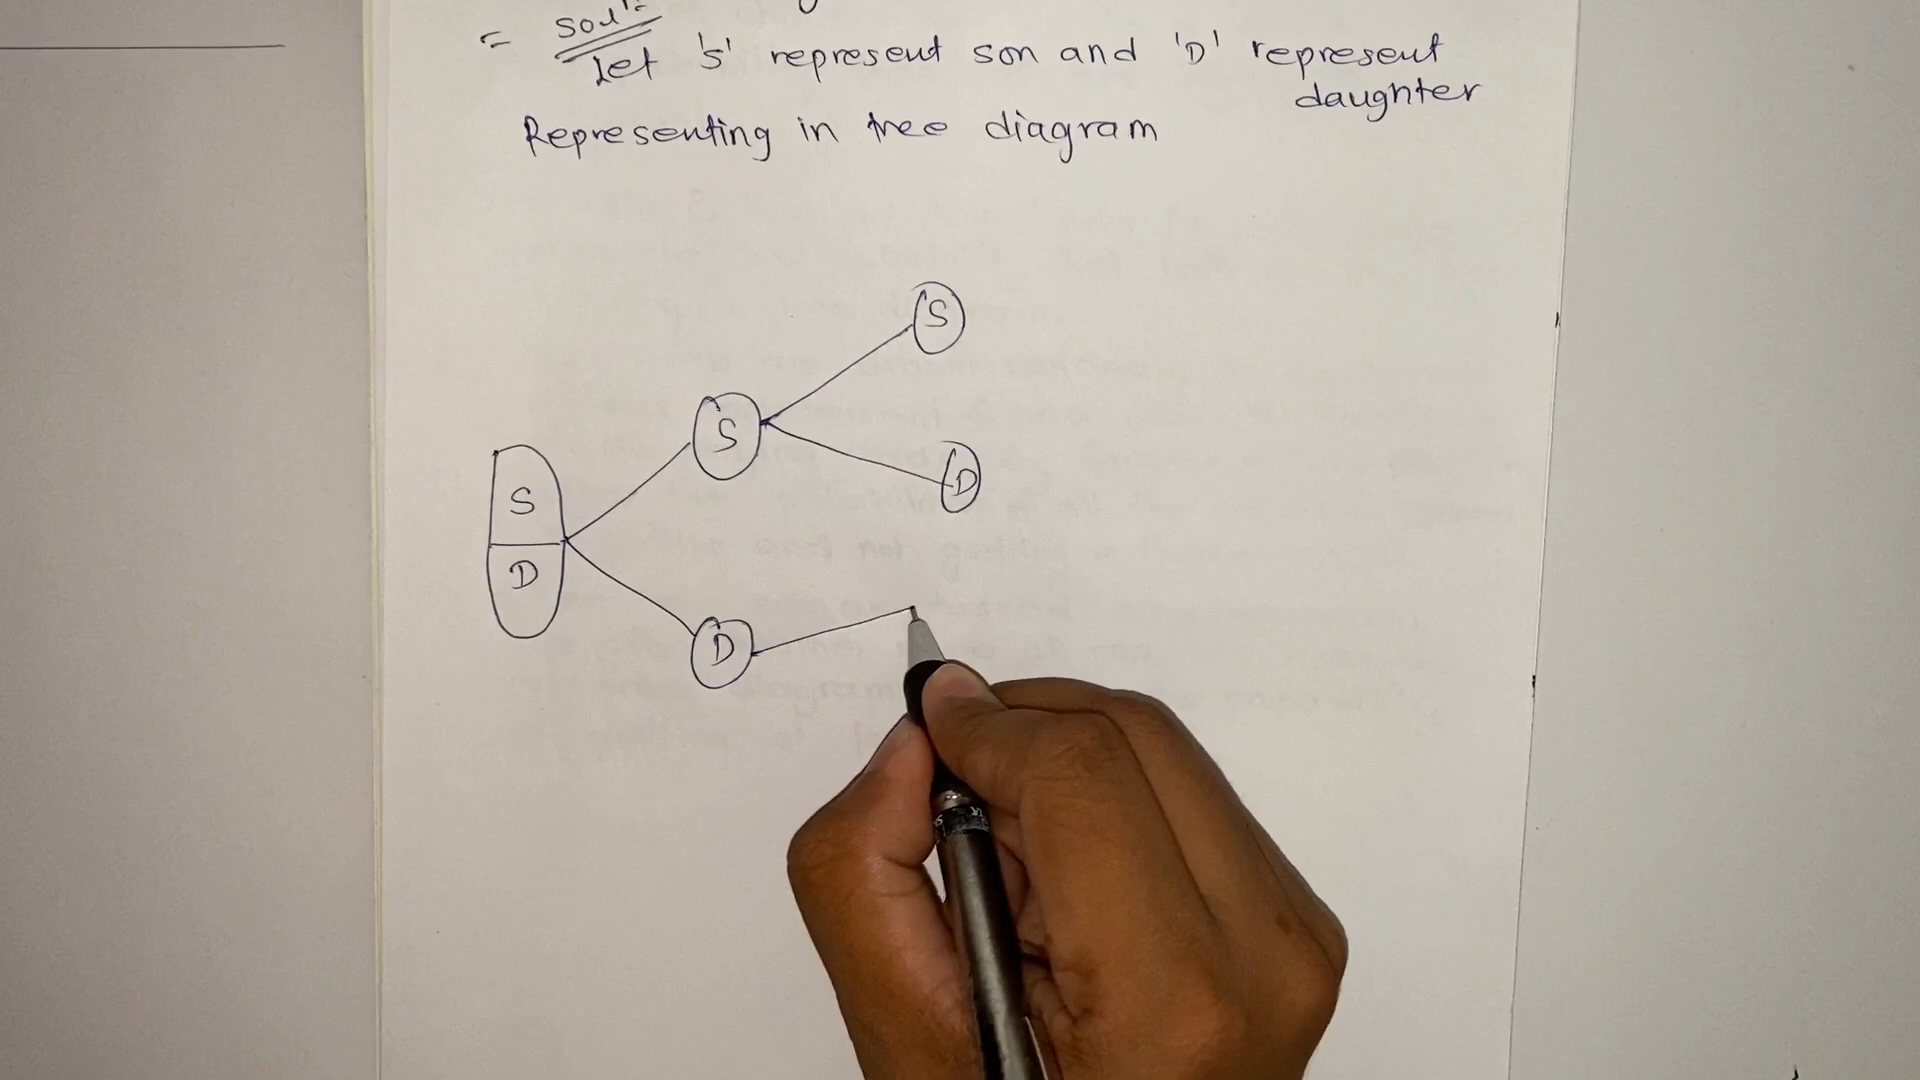 = Solⁿ:
Let 'S' represent son and 'D' represent
daughter
Representing in tree diagram
S
S
D
S
D
D